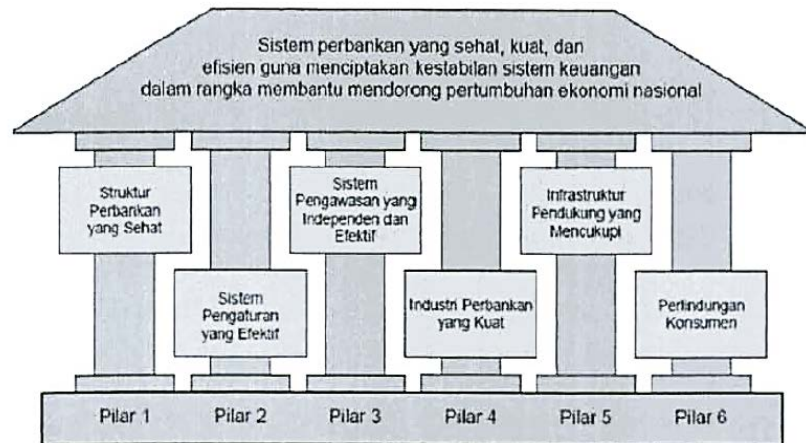 Sistem perbankan yang sehat, kuat, dan
efisien guna menciptakan kestabilan sistem keuangan
dalam rangka membantu mendorong pertumbuhan ekonomi nasional
Struktur
Perbankan
yang Sehat
Sistem
Pengaturan
yang Efektif
Sistem
Pengawasan yang
Independen dan
Efektif
Industri Perbankan
yang Kuat
Infrastruktur
Pendukung yang
Mencukupi
Perlindungan
Konsumen
Pilar 1
Pilar 2
Pilar 3
Pilar 4
Pilar 5
Pilar 6